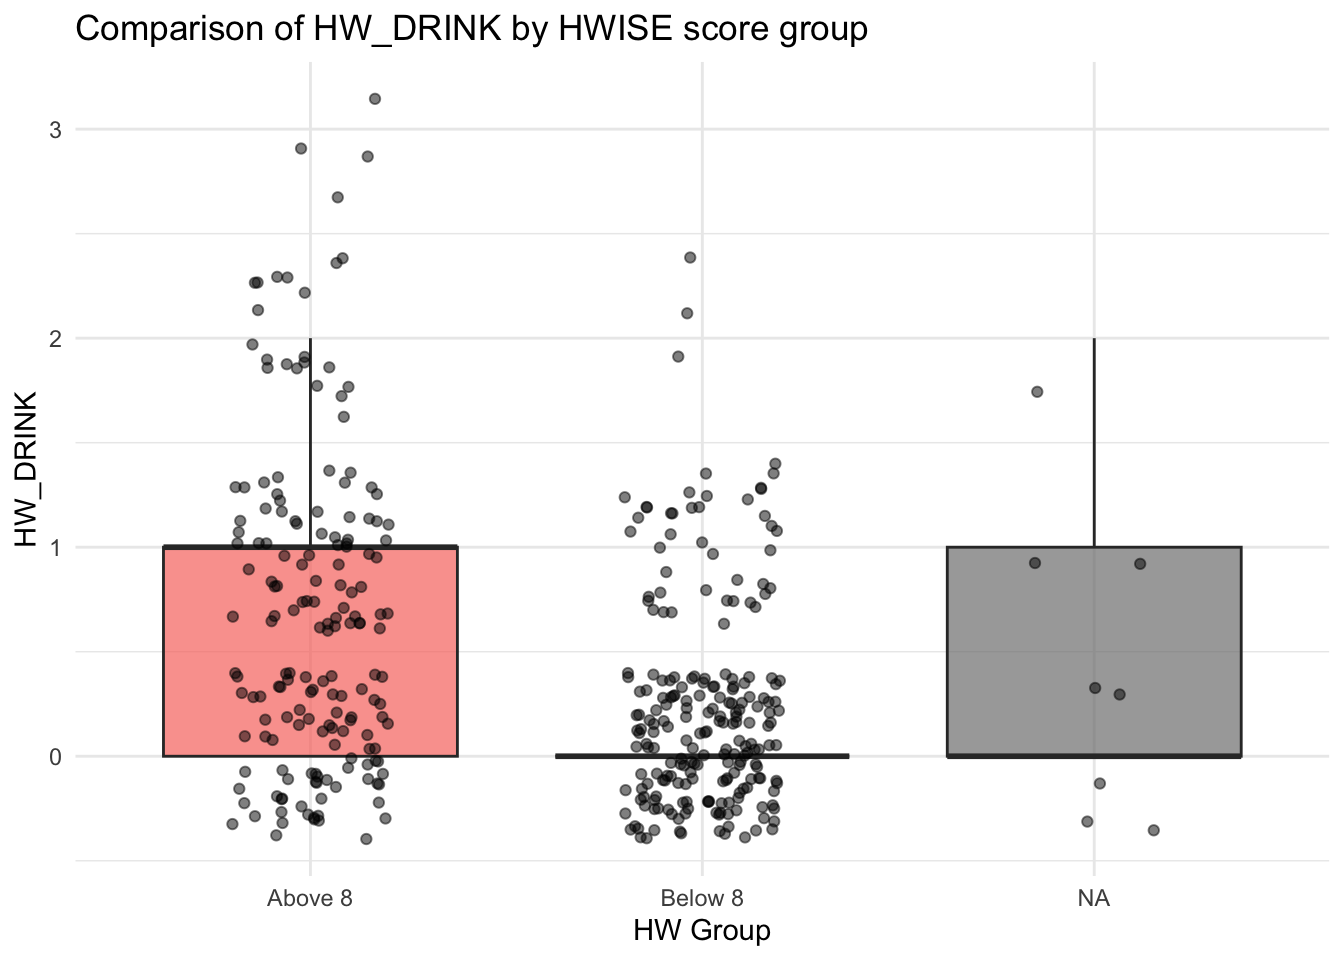 Comparison of HW_DRINK by HWISE score group
3
2
1
0
HW_DRINK
Above 8
Below 8
NA
HW Group